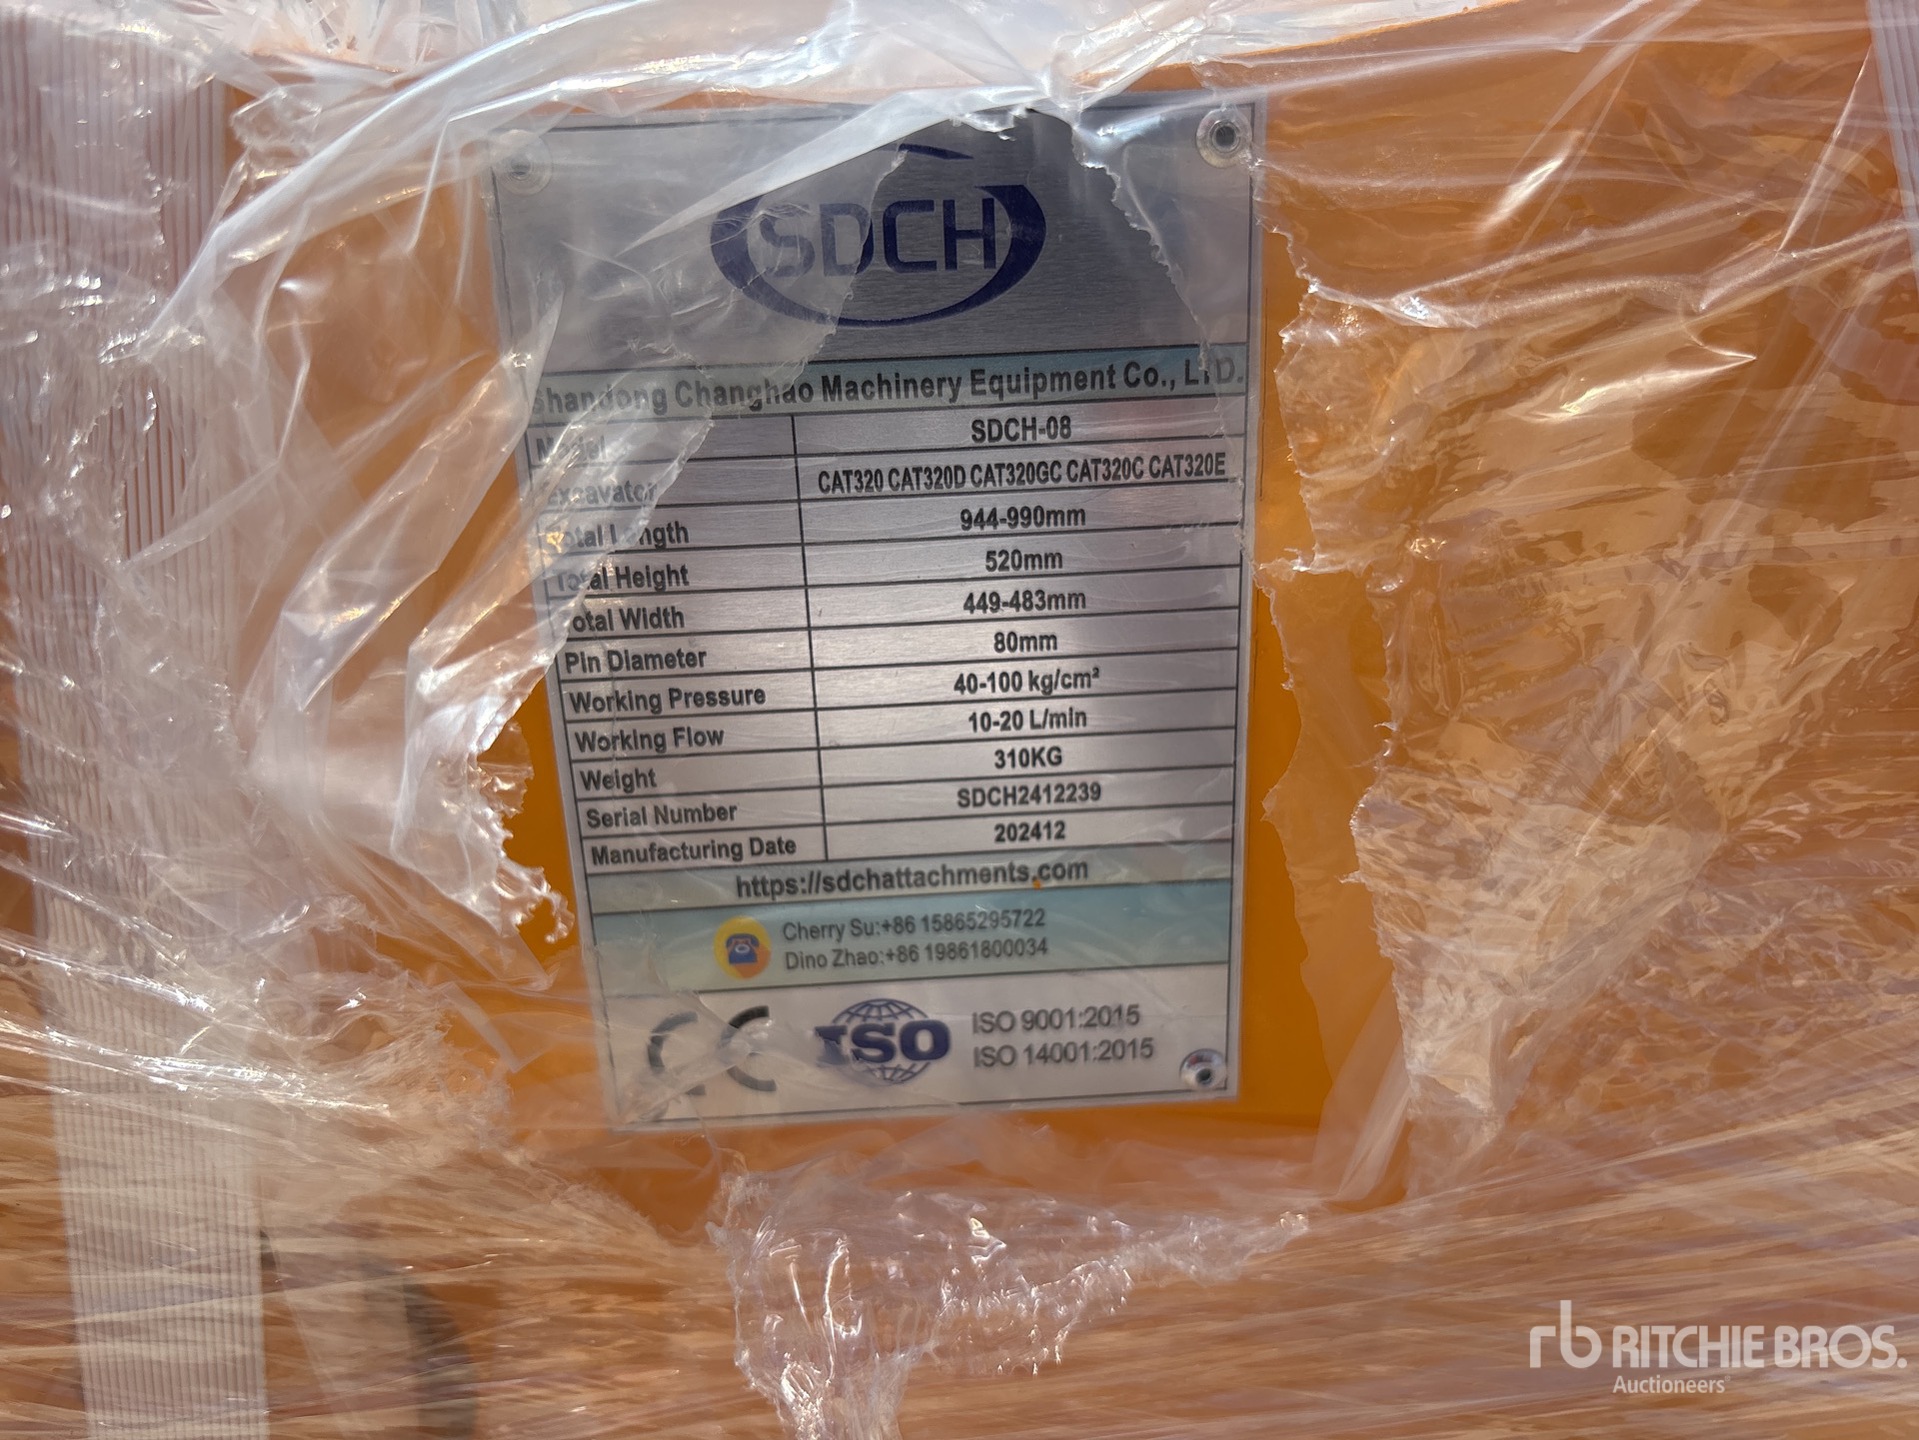 SDCH
Shandong Changhao Machinery Equipment Co., LTD.
Model SDCH-08
Excavator CAT320 CAT320D CAT320GC CAT320C CAT320E
Total Length 944-990mm
Total Height 520mm
Total Width 449-483mm
Pin Diameter 80mm
Working Pressure 40-100 kg/cm²
Working Flow 10-20 L/min
Weight 310KG
Serial Number SDCH2412239
Manufacturing Date 202412
https://sdchattachments.com
Cherry Su:+86 15865295722
Dino Zhao:+86 19861800034
CE ISO ISO 9001:2015
ISO 14001:2015
rb RITCHIE BROS.
Auctioneers